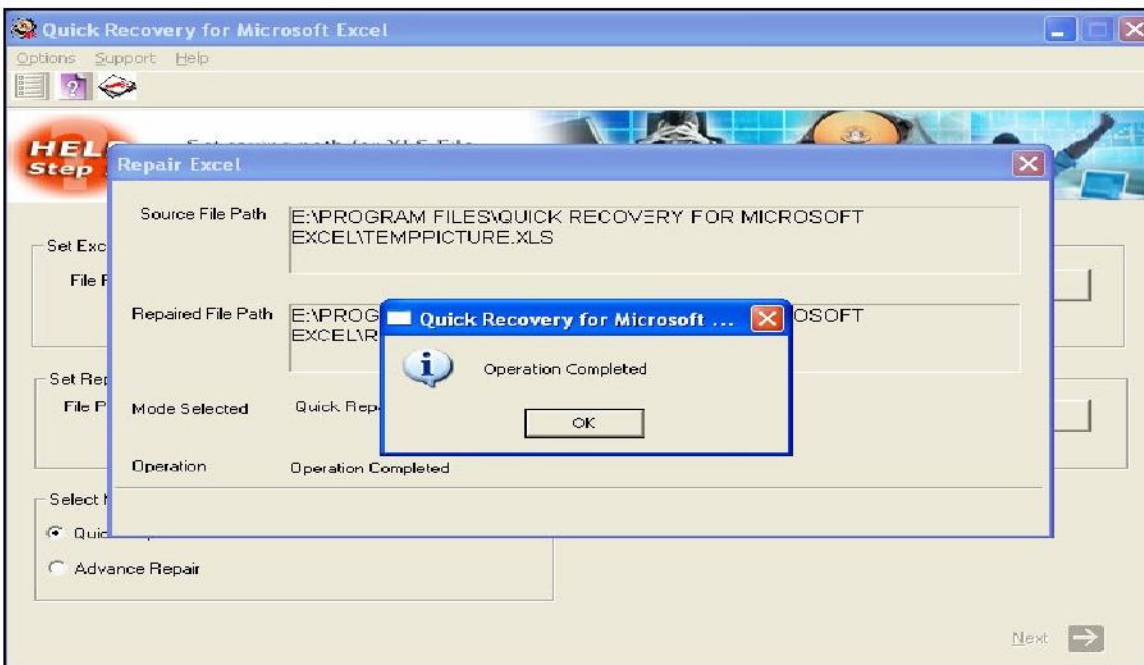 Quick Recovery for Microsoft Excel
Options Support Help
HEL
Step
Repair Excel
Source File Path
E:\PROGRAM FILES\QUICK RECOVERY FOR MICROSOFT
EXCEL\TEMPPICTURE.XLS
Set Exc
File P
Repaired File Path
E:\PROG
OSOFT
EXCEL\R
Quick Recovery for Microsoft ...
Operation Completed
OK
Set Rep
File P
Mode Selected
Quick Repa
Operation
Operation Completed
Select M
Quic
Advance Repair
Next